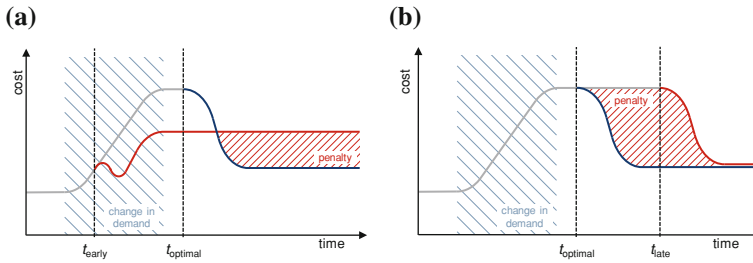 (a)
cost
penalty
change in
demand
t_early
t_optimal
time
(b)
cost
penalty
change in
demand
t_optimal
t_late
time